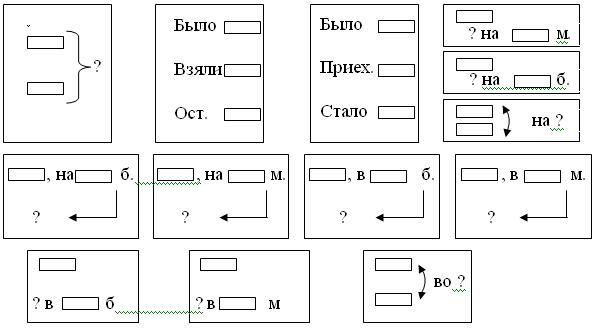 ?
Было
Взяли
Ост.
Было
Приех.
Стало
? на м.
? на б.
на ?
, на б.
?
, на м.
?
, в б.
?
, в м.
?
? в б
? в м
во ?